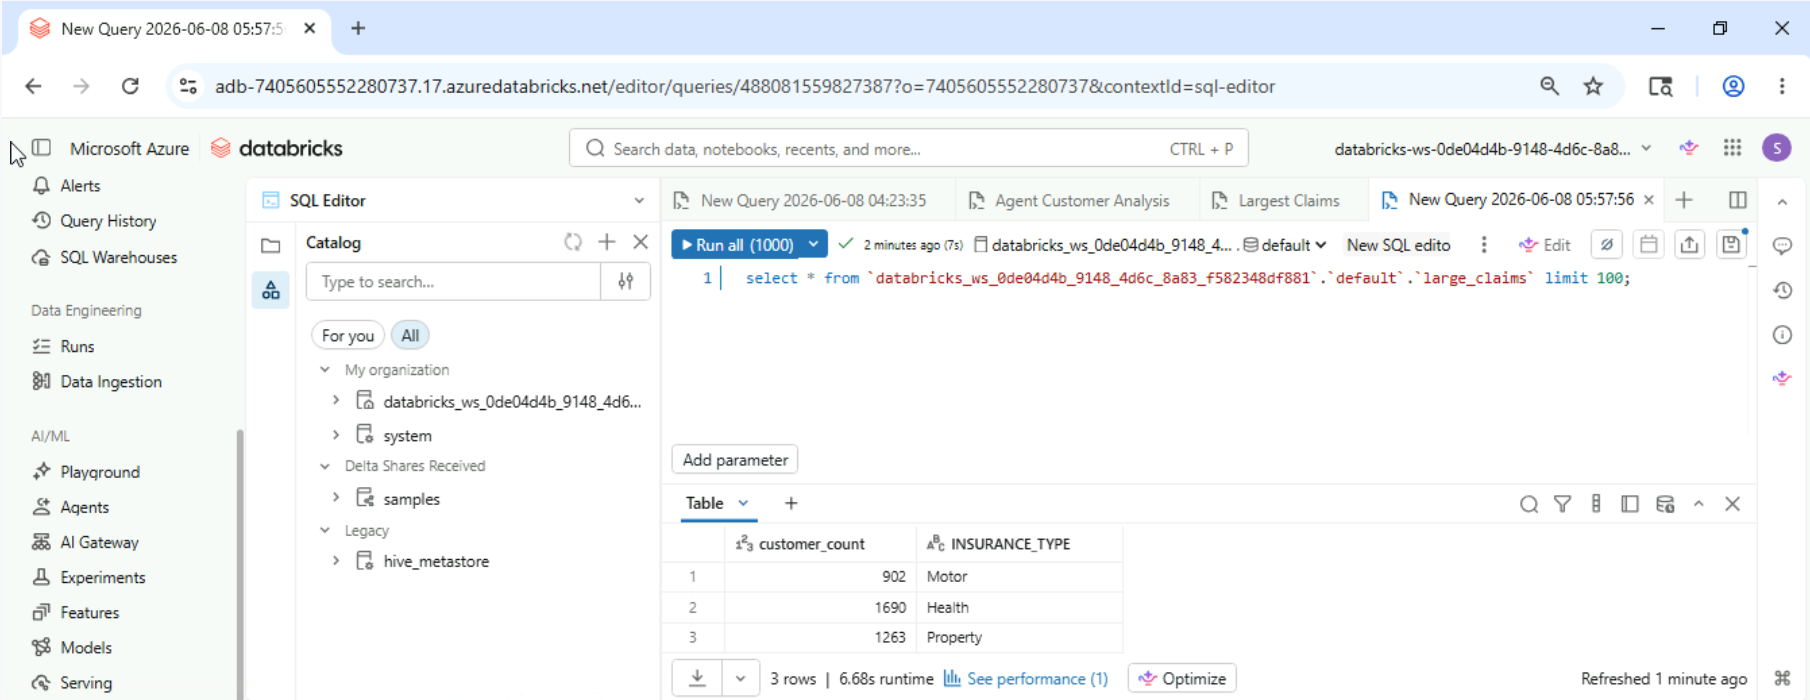 New Query 2026-06-08 05:57:5
adb-7405605552280737.17.azuredatabricks.net/editor/queries/488081559827387?o=7405605552280737&contextId=sql-editor
Microsoft Azure
databricks
Search data, notebooks, recents, and more...
CTRL + P
databricks-ws-0de04d4b-9148-4d6c-8a8...
S
Alerts
Query History
SQL Warehouses
Data Engineering
Runs
Data Ingestion
AI/ML
Playground
Agents
AI Gateway
Experiments
Features
Models
Serving
SQL Editor
Catalog
Type to search...
For you
All
My organization
databricks_ws_0de04d4b_9148_4d6...
system
Delta Shares Received
samples
Legacy
hive_metastore
New Query 2026-06-08 04:23:35
Agent Customer Analysis
Largest Claims
New Query 2026-06-08 05:57:56
Run all (1000)
2 minutes ago (7s)
databricks_ws_0de04d4b_9148_4... .
default
New SQL edito
Edit
1 select * from `databricks_ws_0de04d4b_9148_4d6c_8a83_f582348df881`.`default`.`large_claims` limit 100;
Add parameter
Table
customer_count INSURANCE_TYPE
1 902 Motor
2 1690 Health
3 1263 Property
3 rows | 6.68s runtime
See performance (1)
Optimize
Refreshed 1 minute ago